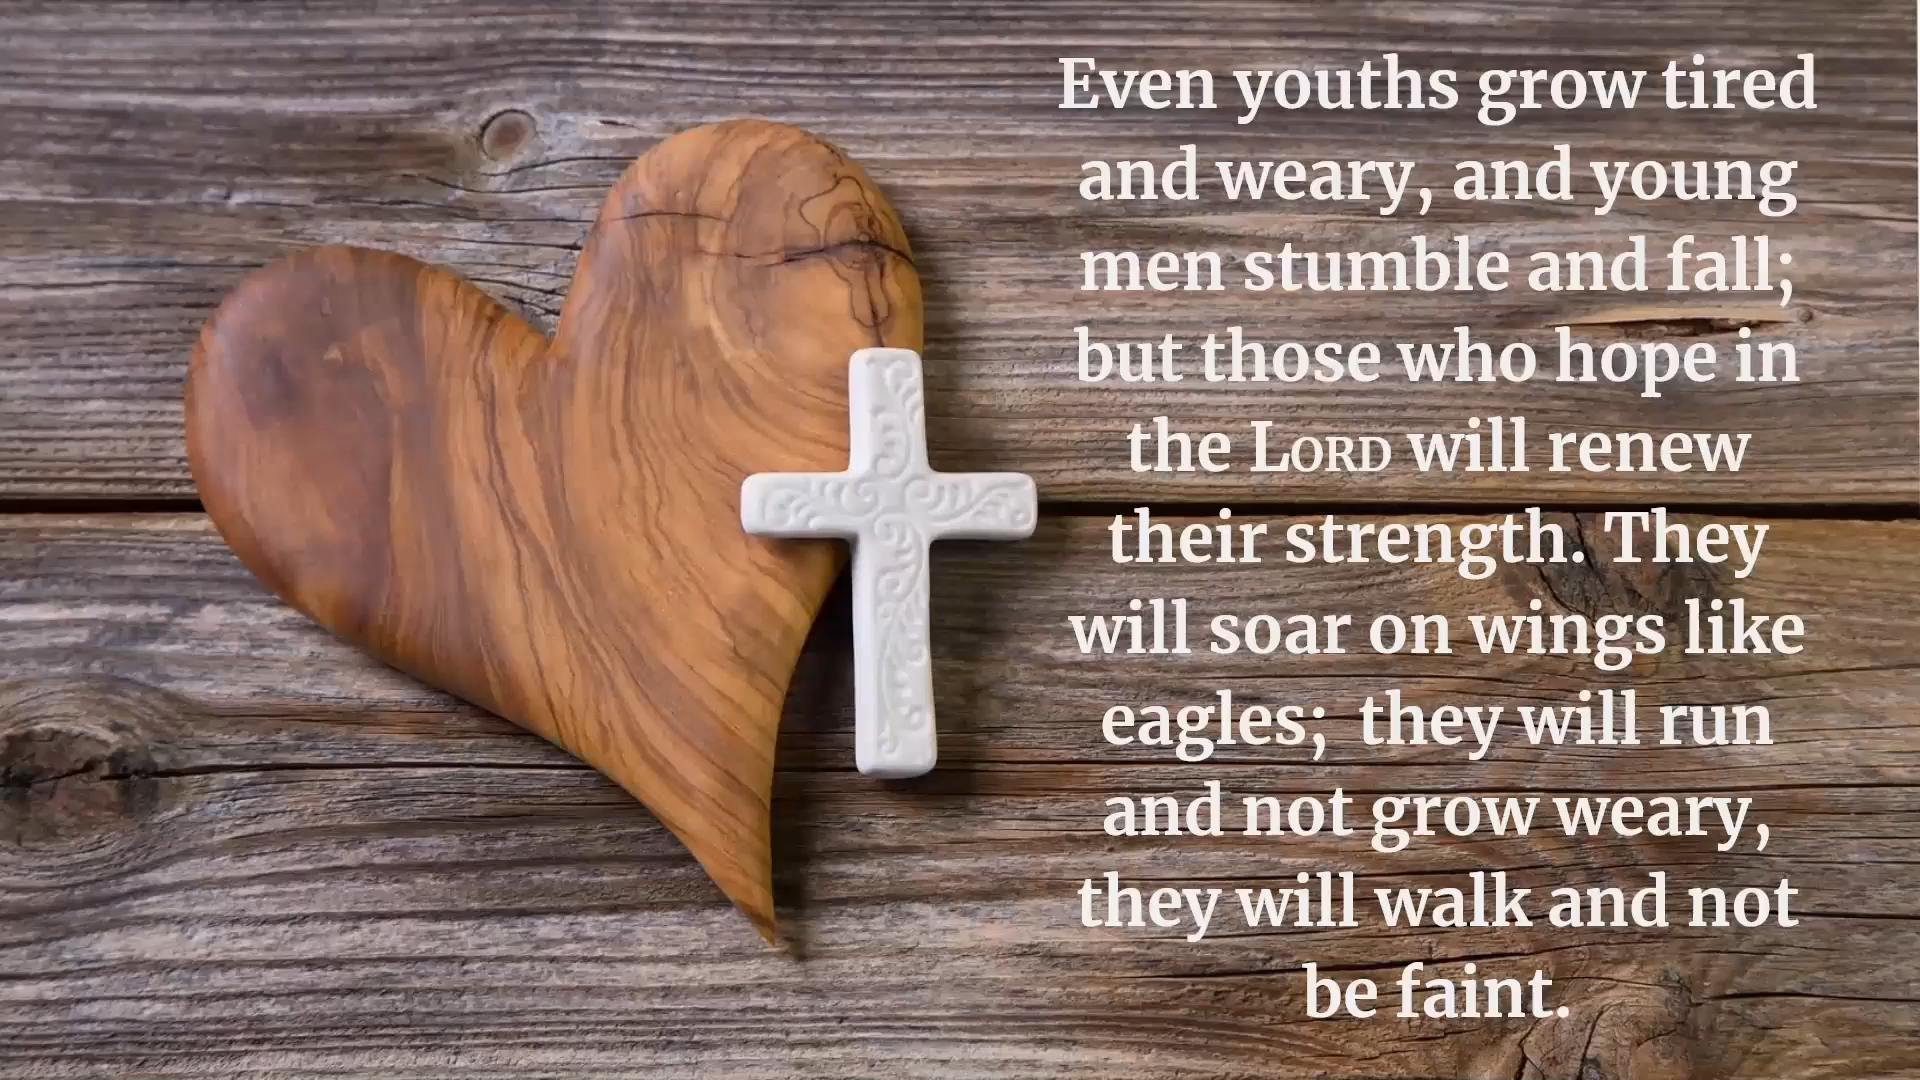 Even youths grow tired
and weary, and young
men stumble and fall;
but those who hope in
the LORD will renew
their strength. They
will soar on wings like
eagles; they will run
and not grow weary,
they will walk and not
be faint.